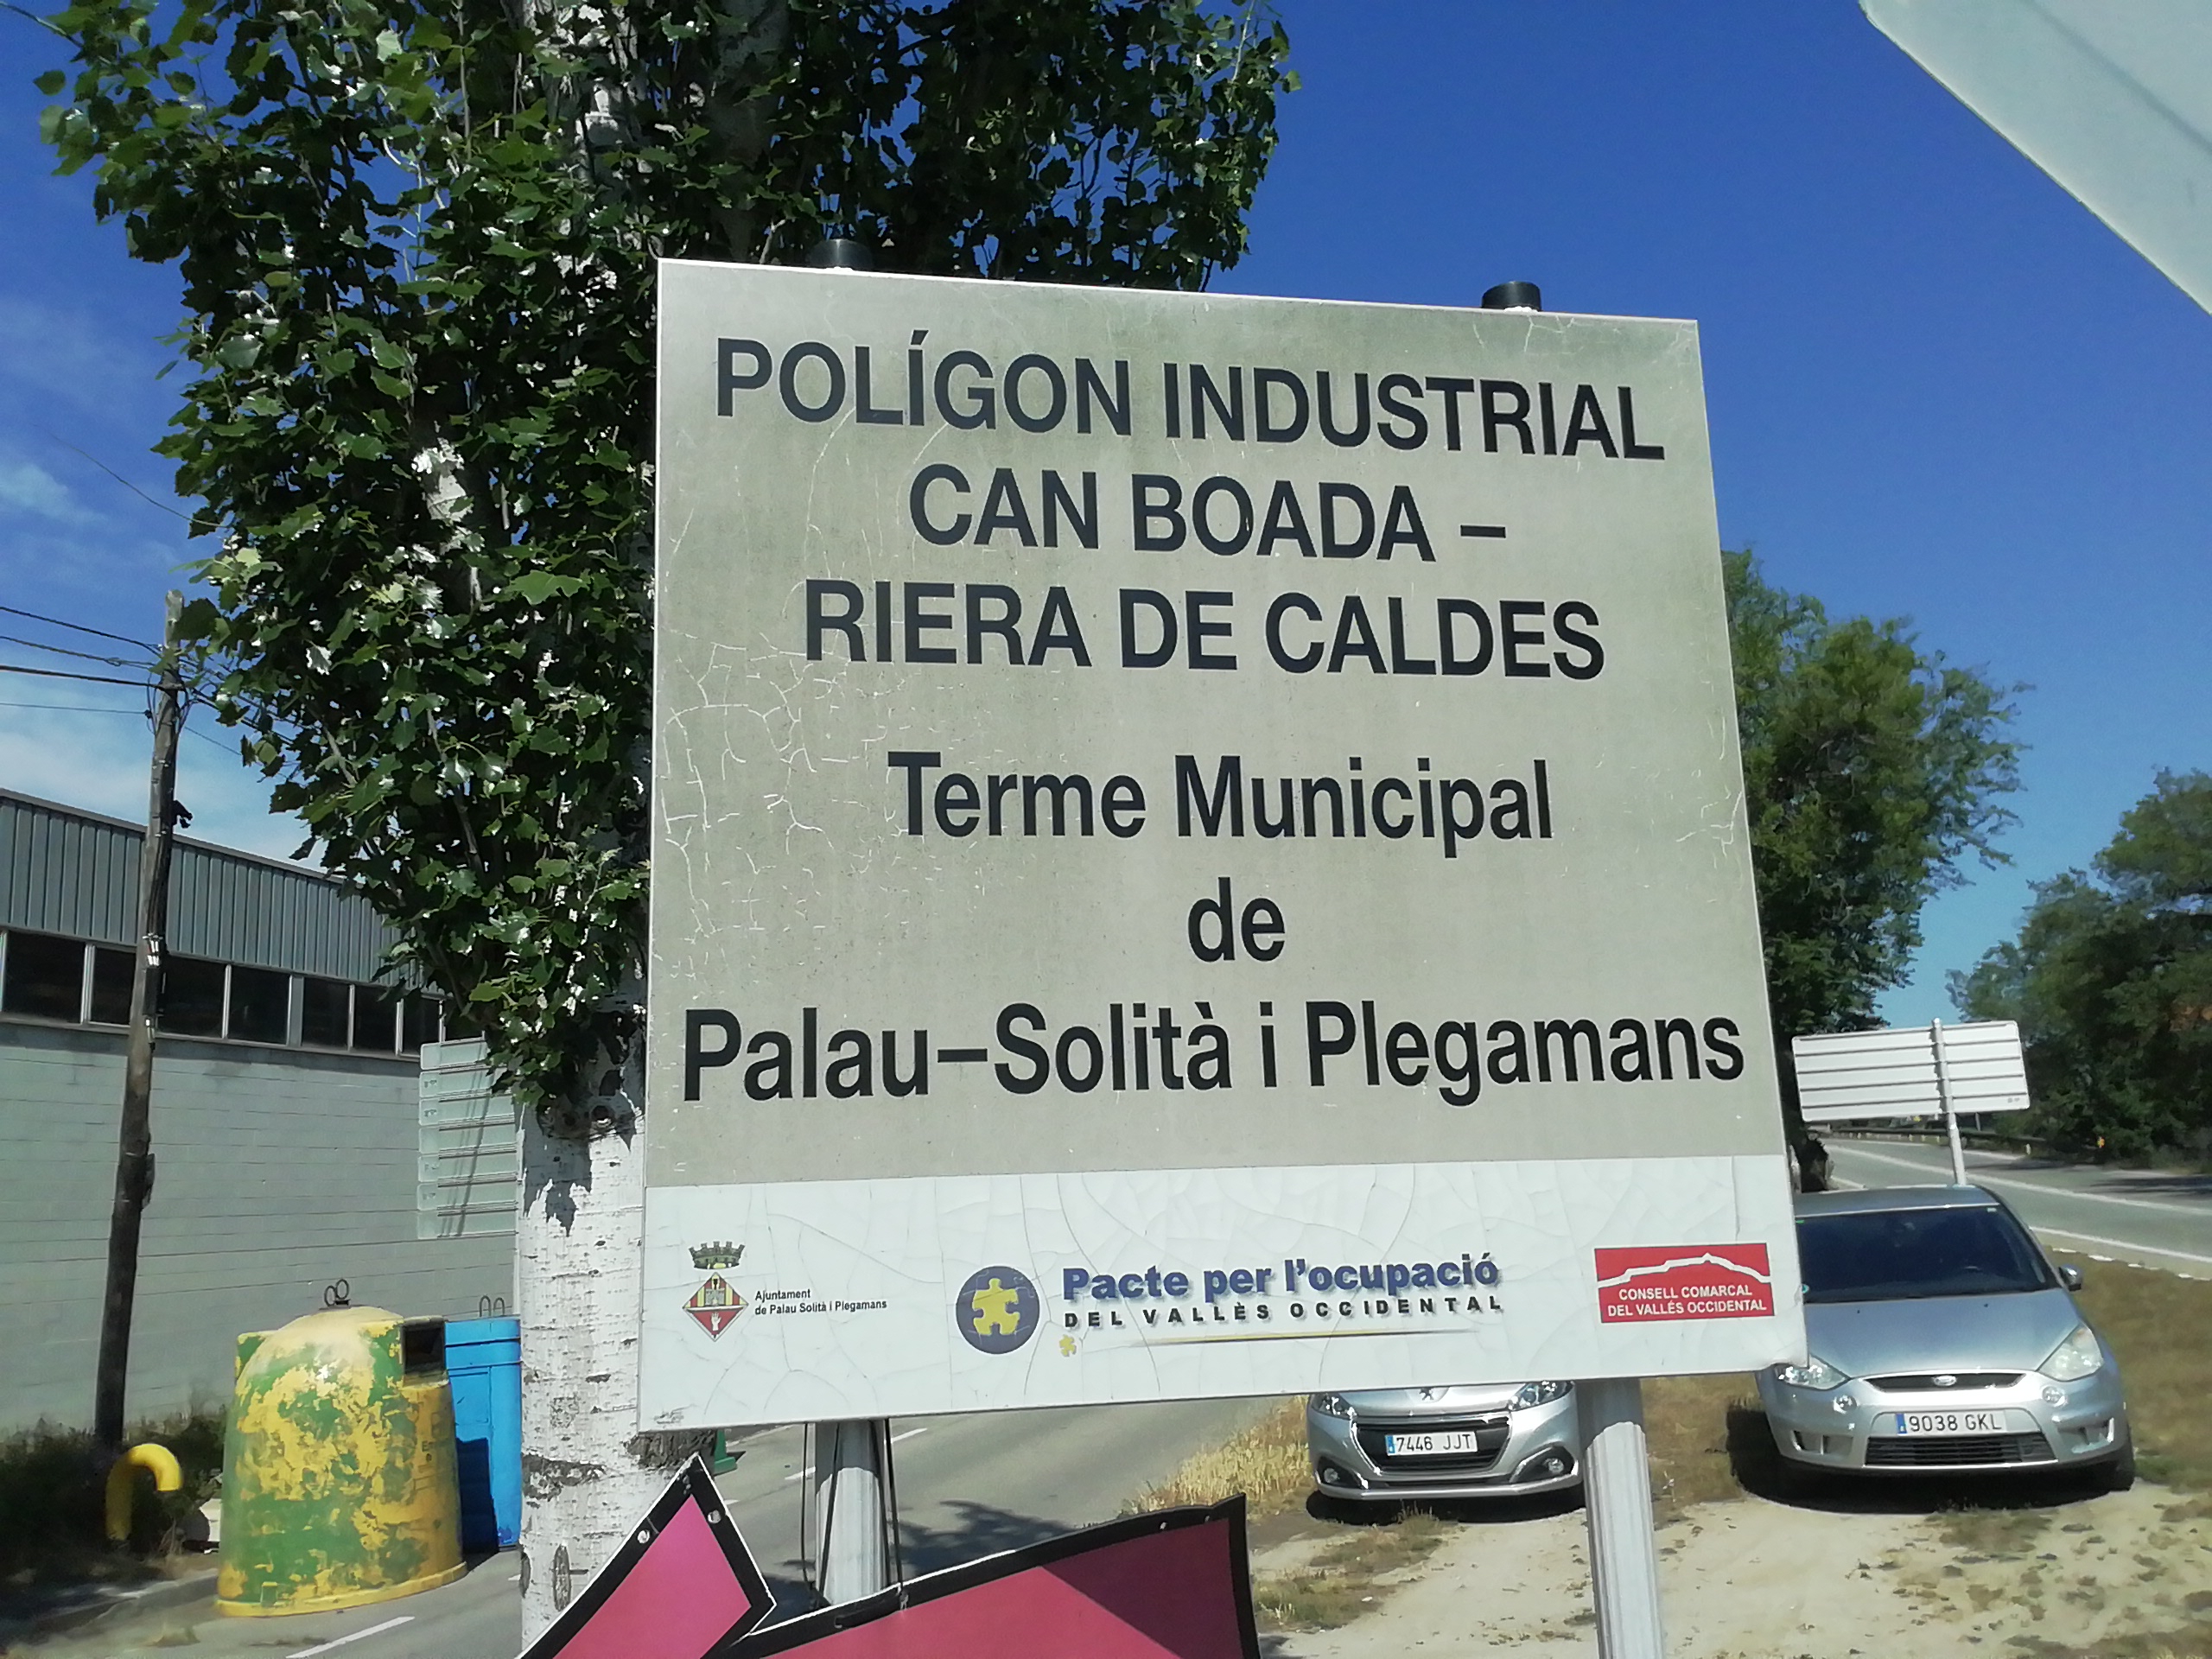 POLÍGON INDUSTRIAL
CAN BOADA –
RIERA DE CALDES
Terme Municipal
de
Palau–Solità i Plegamans
Ajuntament
de Palau Solità i Plegamans
Pacte per l'ocupació
DEL VALLÈS OCCIDENTAL
CONSELL COMARCAL
DEL VALLÈS OCCIDENTAL
7446 JJT
9038 GKL